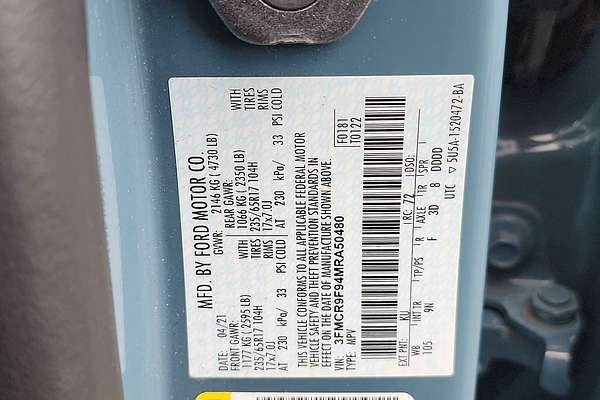 MFD. BY FORD MOTOR CO.
DATE: 04/21 GVWR: 2146 KG (4730 LB)
FRONT GAWR: REAR GAWR: WITH
1177 KG (2595 LB) 1066 KG (2350 LB) TIRES
235/65R17 104H 235/65R17 104H RIMS
17x7.0J 17x7.0J
AT 230 kPa/ 33 PSI COLD AT 230 kPa/ 33 PSI COLD
WITH
TIRES
RIMS
THIS VEHICLE CONFORMS TO ALL APPLICABLE FEDERAL MOTOR
VEHICLE SAFETY AND THEFT PREVENTION STANDARDS IN
EFFECT ON THE DATE OF MANUFACTURE SHOWN ABOVE.
VIN: 3FMCR9F94MRA50480
TYPE: MPV
F0181
T0122
EXT PNT: KU RC: 72 DSO:
WB INT TR TP/PS R AXLE TR SPR
105 9N F 30 8 DDDD
UTC ▽ 5U5A-1520472-BA